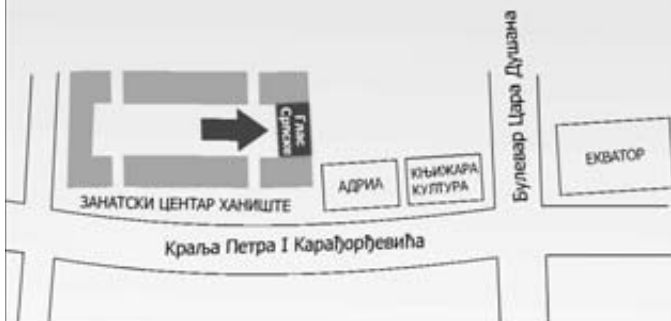 Булевар Цара Душана
Глас
Српске
ЕКВАТОР
АДРИА
КЊИЖАРА
КУЛТУРА
ЗАНАТСКИ ЦЕНТАР ХАНИШТЕ
Краља Петра I Карађорђевића